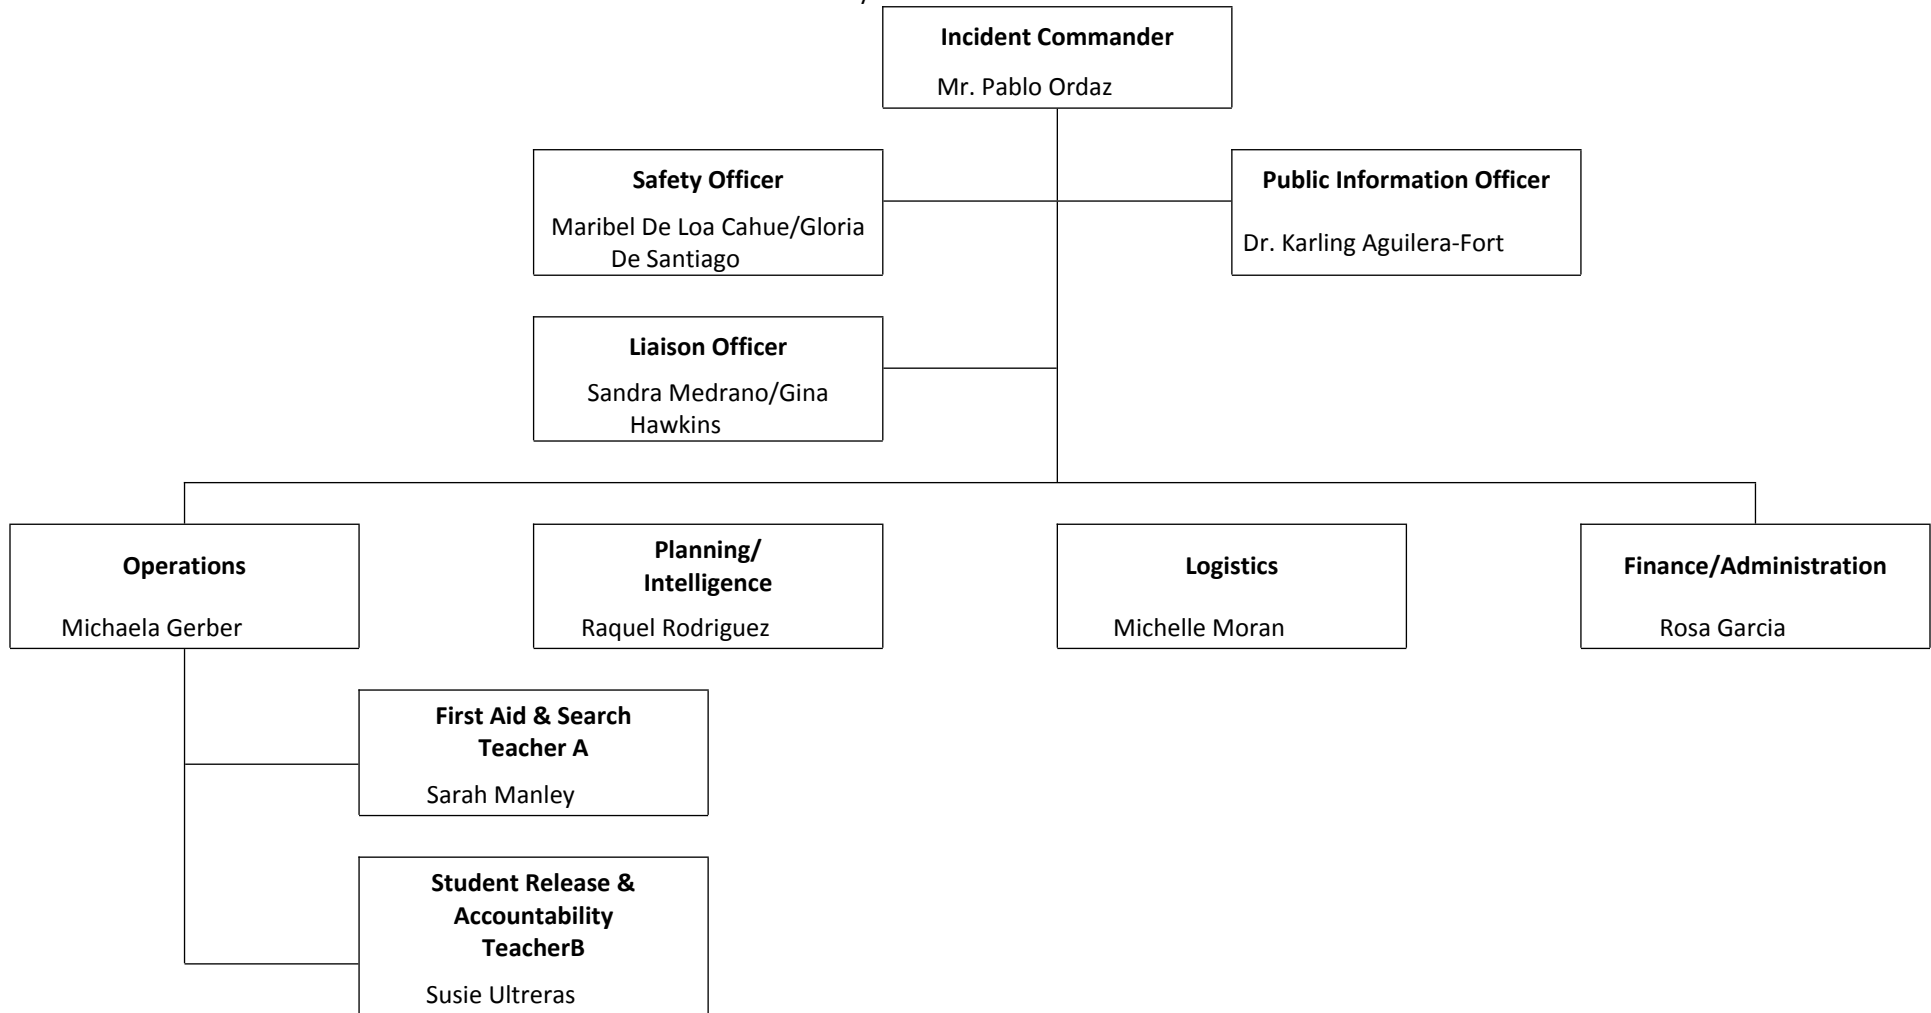 Incident Commander
Mr. Pablo Ordaz
Safety Officer
Maribel De Loa Cahue/Gloria
De Santiago
Public Information Officer
Dr. Karling Aguilera-Fort
Liaison Officer
Sandra Medrano/Gina
Hawkins
Operations
Michaela Gerber
Planning/
Intelligence
Raquel Rodriguez
Logistics
Michelle Moran
Finance/Administration
Rosa Garcia
First Aid & Search
Teacher A
Sarah Manley
Student Release &
Accountability
TeacherB
Susie Ultreras